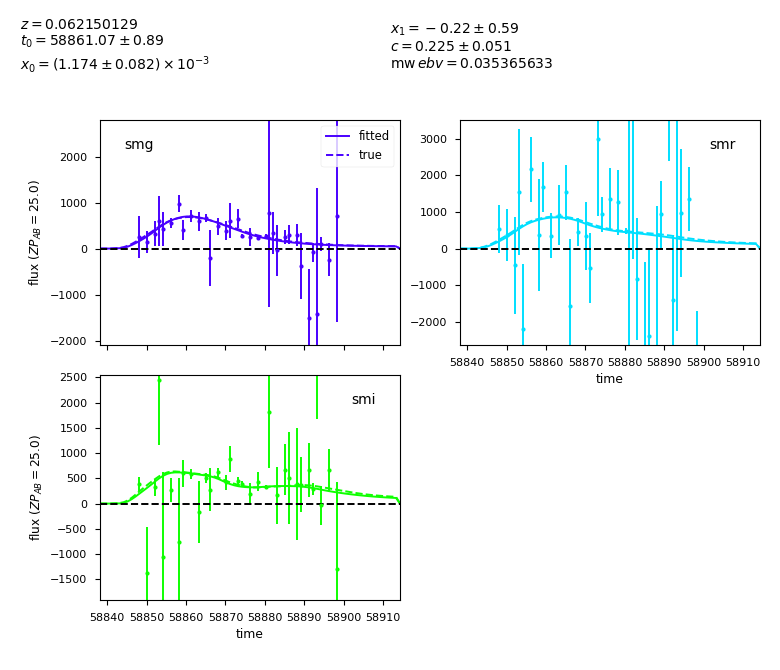 z = 0.062150129
t₀ = 58861.07 ± 0.89
x₀ = (1.174 ± 0.082) × 10⁻³
x₁ = −0.22 ± 0.59
c = 0.225 ± 0.051
mw ebv = 0.035365633
smg
fitted
true
2000
1000
0
−1000
−2000
flux (ZP_AB = 25.0)
smr
3000
2000
1000
0
−1000
−2000
58840 58850 58860 58870 58880 58890 58900 58910
time
smi
2500
2000
1500
1000
500
0
−500
−1000
−1500
flux (ZP_AB = 25.0)
58840 58850 58860 58870 58880 58890 58900 58910
time